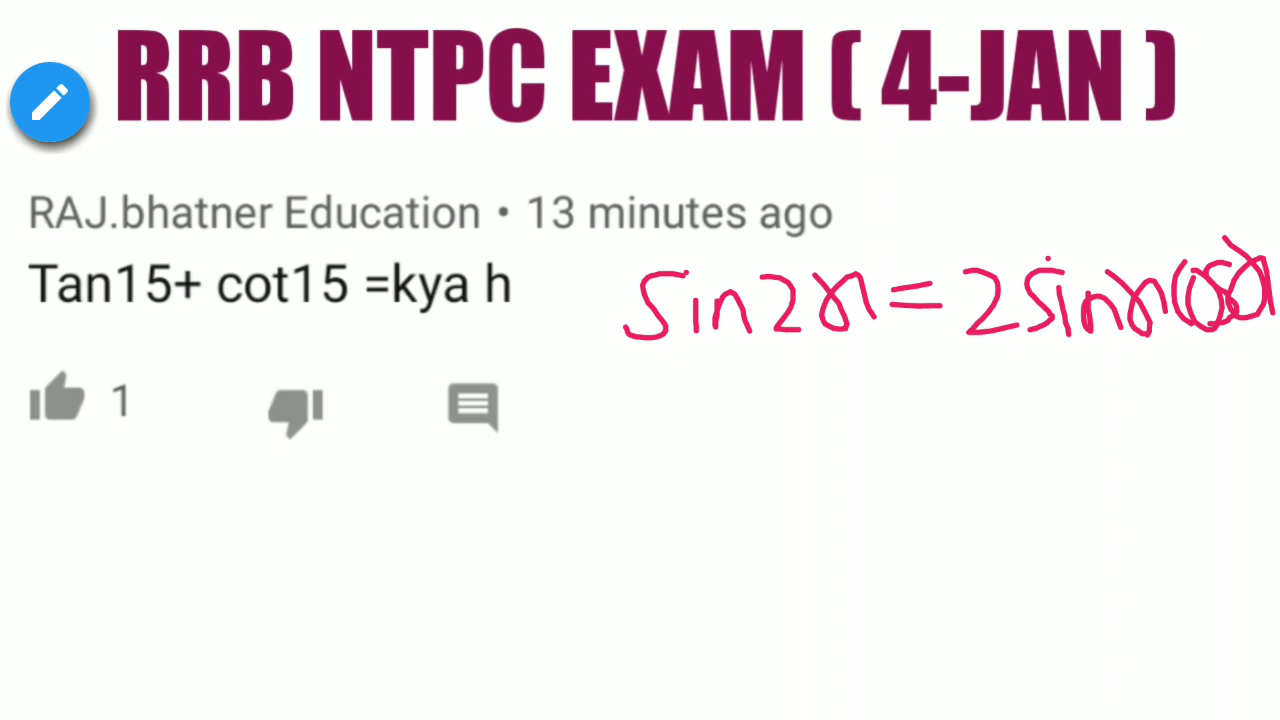 RRB NTPC EXAM ( 4-JAN )
RAJ.bhatner Education • 13 minutes ago
Tan15+ cot15 =kya h
sin2x=2sinxcosx
1